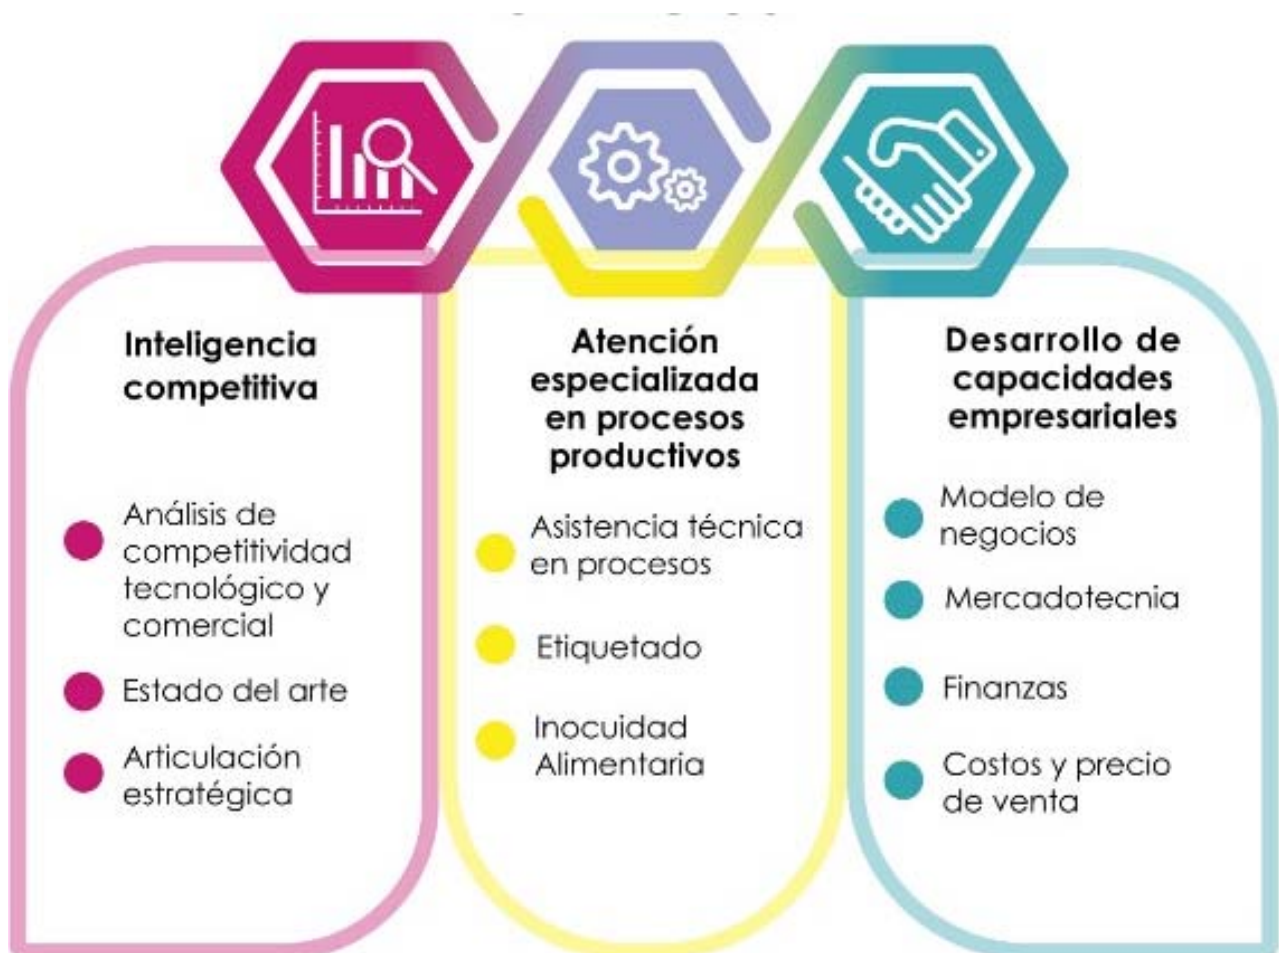 Inteligencia
competitiva
Análisis de
competitividad
tecnológico y
comercial
Estado del arte
Articulación
estratégica
Atención
especializada
en procesos
productivos
Asistencia técnica
en procesos
Etiquetado
Inocuidad
Alimentaria
Desarrollo de
capacidades
empresariales
Modelo de
negocios
Mercadotecnia
Finanzas
Costos y precio
de venta